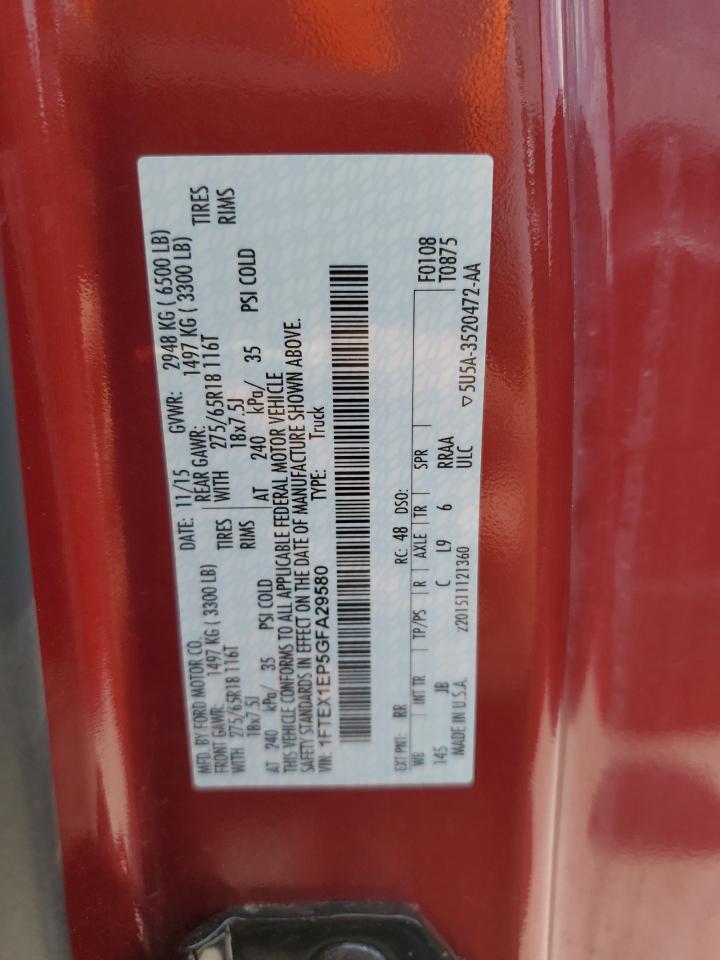 MFD. BY FORD MOTOR CO.
DATE: 11/15 GVWR: 2948 KG ( 6500 LB)
FRONT GAWR: 1497 KG ( 3300 LB)
REAR GAWR: 1497 KG ( 3300 LB)
WITH 275/65R18 116T TIRES
WITH 275/65R18 116T TIRES
18x7.5J RIMS
18x7.5J RIMS
AT 240 kPa/ 35 PSI COLD
AT 240 kPa/ 35 PSI COLD
THIS VEHICLE CONFORMS TO ALL APPLICABLE FEDERAL MOTOR VEHICLE
SAFETY STANDARDS IN EFFECT ON THE DATE OF MANUFACTURE SHOWN ABOVE.
VIN: 1FTEX1EP5GFA29580 TYPE: Truck
F0108
T0875
EXT PNT: RR RC: 48 DSO:
WB INT TR TP/PS R AXLE TR SPR
145 JB C L9 6 RRAA
ULC
MADE IN U.S.A. z201511121360 ▽5U5A-3520472-AA